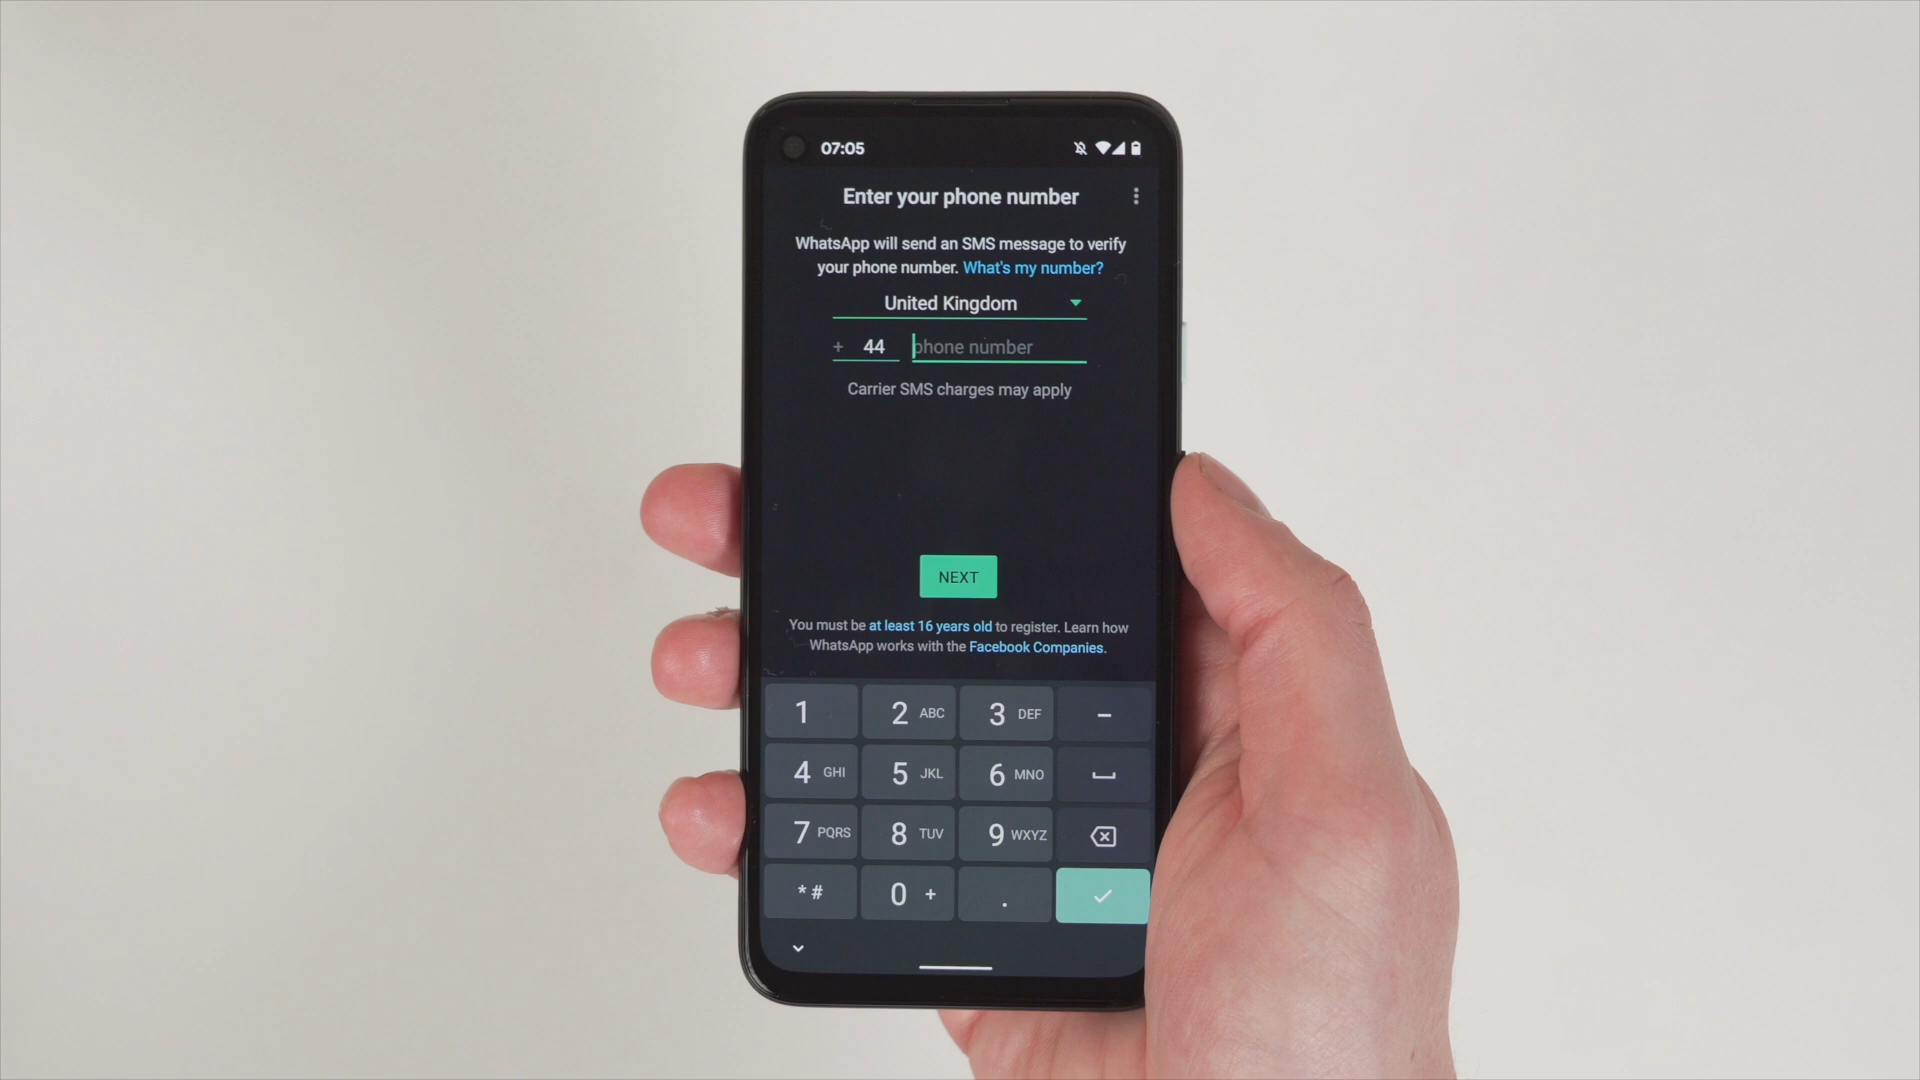 07:05
Enter your phone number
WhatsApp will send an SMS message to verify
your phone number. What's my number?
United Kingdom
+ 44 phone number
Carrier SMS charges may apply
NEXT
You must be at least 16 years old to register. Learn how
WhatsApp works with the Facebook Companies.
1 2 ABC 3 DEF –
4 GHI 5 JKL 6 MNO
7 PQRS 8 TUV 9 WXYZ
* # 0 + .